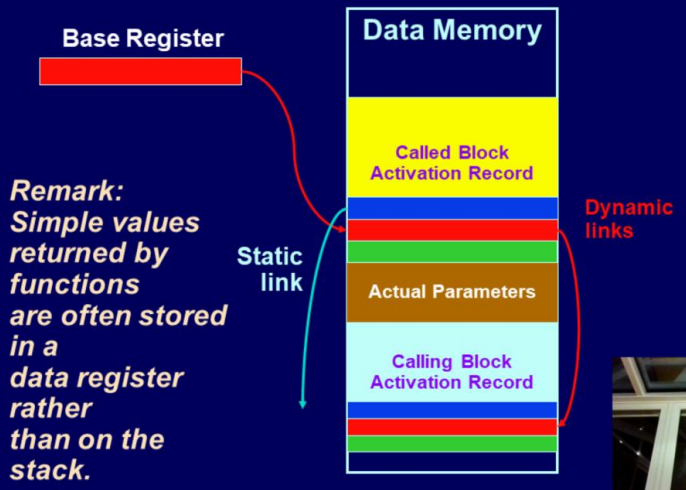 Base Register
Data Memory
Called Block
Activation Record
Remark:
Simple values
returned by
functions
are often stored
in a
data register
rather
than on the
stack.
Static
link
Dynamic
links
Actual Parameters
Calling Block
Activation Record